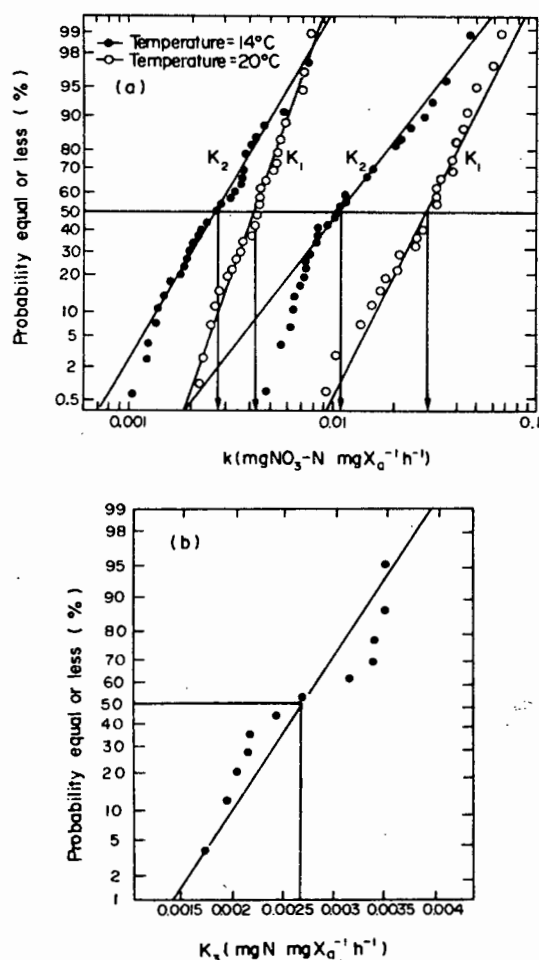 Temperature=14°C
Temperature=20°C
(a)
Probability equal or less (%)
99
98
95
90
80
70
60
50
40
30
20
10
5
2
0.5
K2
K1
K2
K1
0.001
0.01
0.1
k(mgNO3-N mgXa⁻¹h⁻¹)
(b)
Probability equal or less (%)
99
98
95
90
80
70
60
50
40
30
20
10
5
2
1
0.0015 0.002 0.0025 0.003 0.0035 0.004
K3(mgN mgXa⁻¹h⁻¹)